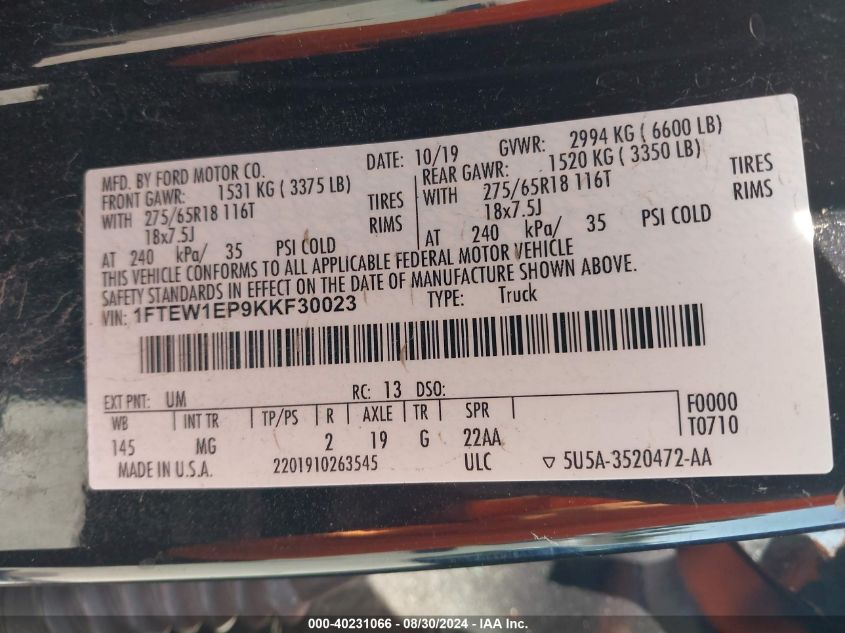 MFD. BY FORD MOTOR CO. DATE: 10/19 GVWR: 2994 KG ( 6600 LB)
FRONT GAWR: 1531 KG ( 3375 LB) REAR GAWR: 1520 KG ( 3350 LB)
WITH 275/65R18 116T TIRES WITH 275/65R18 116T TIRES
18x7.5J RIMS 18x7.5J RIMS
AT 240 kPa/ 35 PSI COLD AT 240 kPa/ 35 PSI COLD
THIS VEHICLE CONFORMS TO ALL APPLICABLE FEDERAL MOTOR VEHICLE
SAFETY STANDARDS IN EFFECT ON THE DATE OF MANUFACTURE SHOWN ABOVE.
VIN: 1FTEW1EP9KKF30023 TYPE: Truck
EXT PNT: UM RC: 13 DSO:
WB INT TR TP/PS R AXLE TR SPR F0000
145 MG 2 19 G 22AA T0710
MADE IN U.S.A. 2201910263545 ULC ▽ 5U5A-3520472-AA
000-40231066 - 08/30/2024 - IAA Inc.